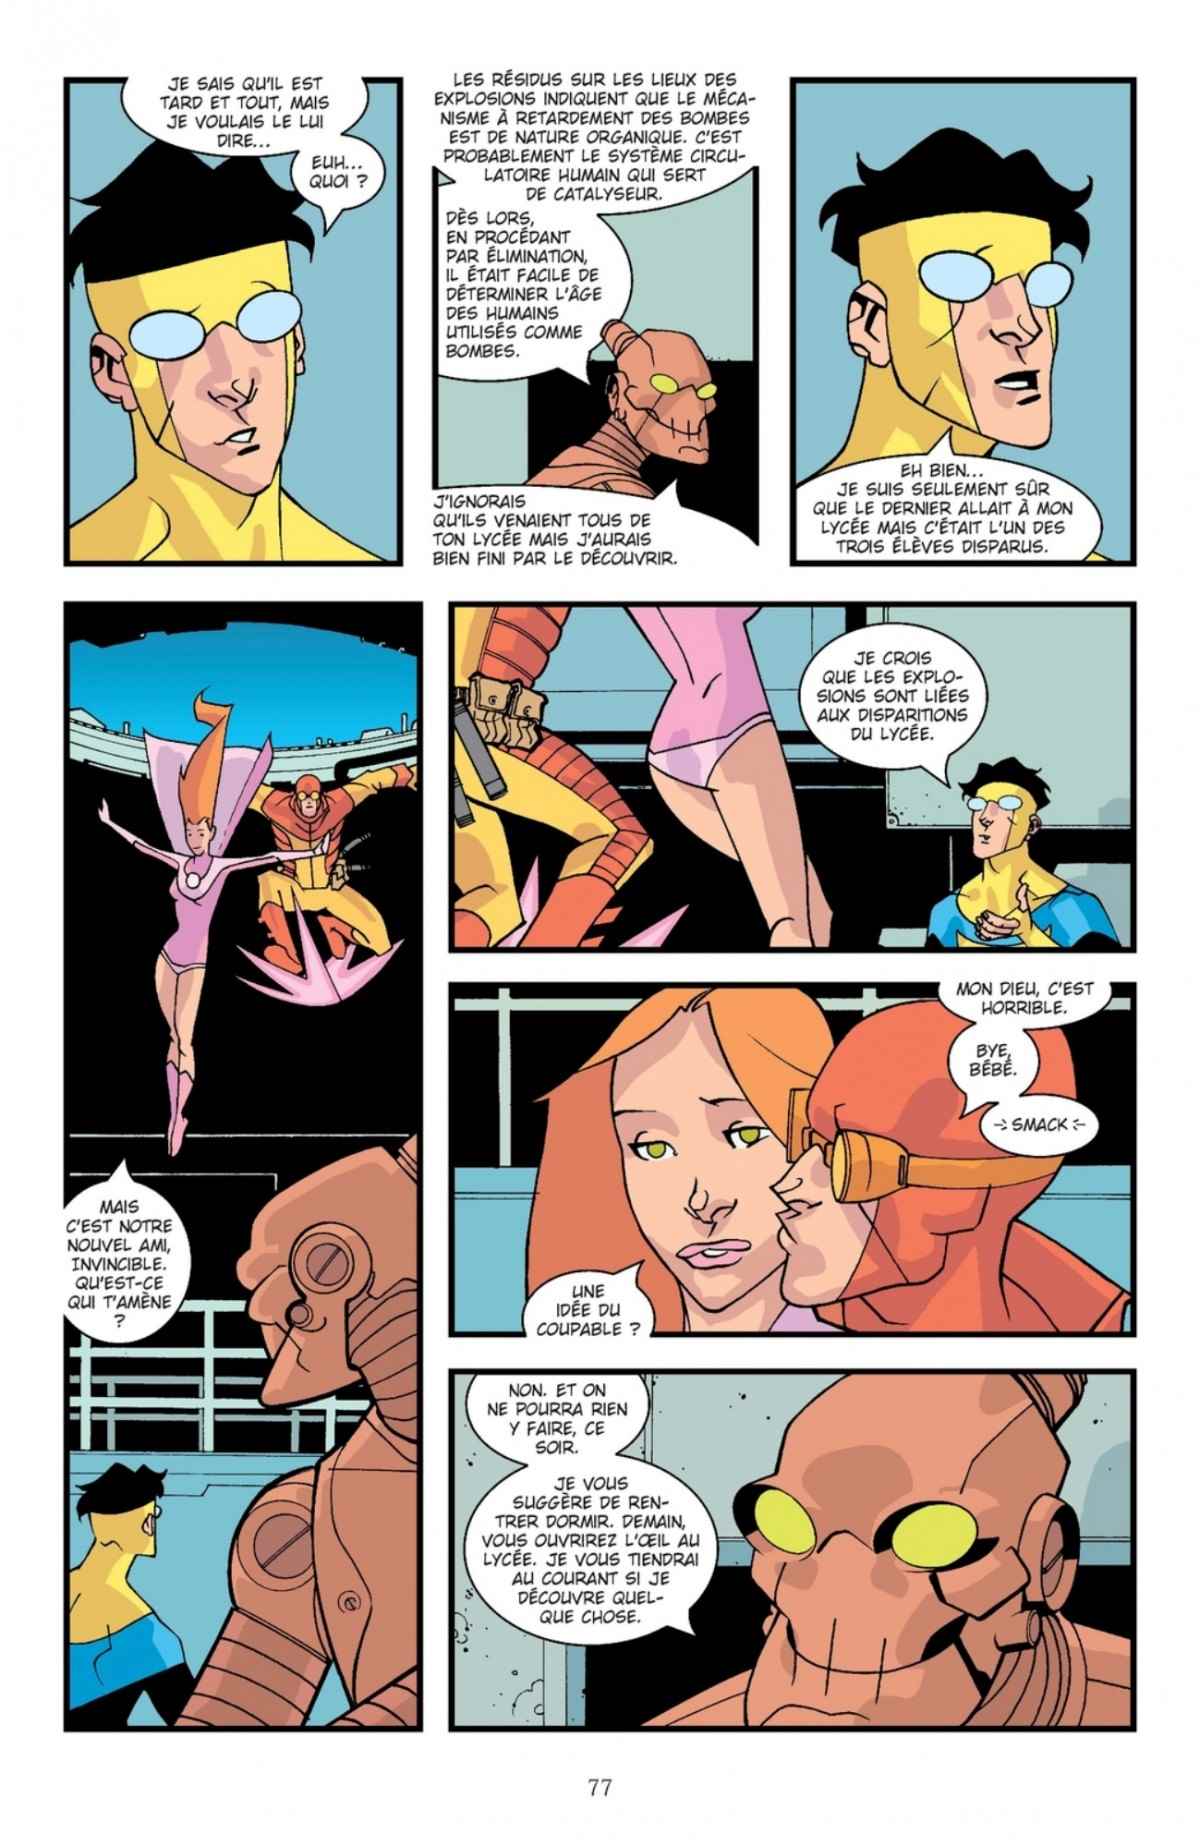 JE SAIS QU'IL EST
TARD ET TOUT, MAIS
JE VOULAIS LE LUI
DIRE...
EUH...
QUOI ?
LES RÉSIDUS SUR LES LIEUX DES
EXPLOSIONS INDIQUENT QUE LE MÉCA-
NISME À RETARDEMENT DES BOMBES
EST DE NATURE ORGANIQUE. C'EST
PROBABLEMENT LE SYSTÈME CIRCU-
LATOIRE HUMAIN QUI SERT
DE CATALYSEUR.
DÈS LORS,
EN PROCÉDANT
PAR ÉLIMINATION,
IL ÉTAIT FACILE DE
DÉTERMINER L'ÂGE
DES HUMAINS
UTILISÉS COMME
BOMBES.
J'IGNORAIS
QU'ILS VENAIENT TOUS DE
TON LYCÉE MAIS J'AURAIS
BIEN FINI PAR LE DÉCOUVRIR.
EH BIEN...
JE SUIS SEULEMENT SÛR
QUE LE DERNIER ALLAIT À MON
LYCÉE MAIS C'ÉTAIT L'UN DES
TROIS ÉLÈVES DISPARUS.
MAIS
C'EST NOTRE
NOUVEL AMI,
INVINCIBLE.
QU'EST-CE
QUI T'AMÈNE
?
JE CROIS
QUE LES EXPLO-
SIONS SONT LIÉES
AUX DISPARITIONS
DU LYCÉE.
MON DIEU, C'EST
HORRIBLE.
BYE,
BÉBÉ.
SMACK
UNE
IDÉE DU
COUPABLE ?
NON. ET ON
NE POURRA RIEN
Y FAIRE, CE
SOIR.
JE VOUS
SUGGÈRE DE REN-
TRER DORMIR. DEMAIN,
VOUS OUVRIREZ L'ŒIL AU
LYCÉE. JE VOUS TIENDRAI
AU COURANT SI JE
DÉCOUVRE QUEL-
QUE CHOSE.
77